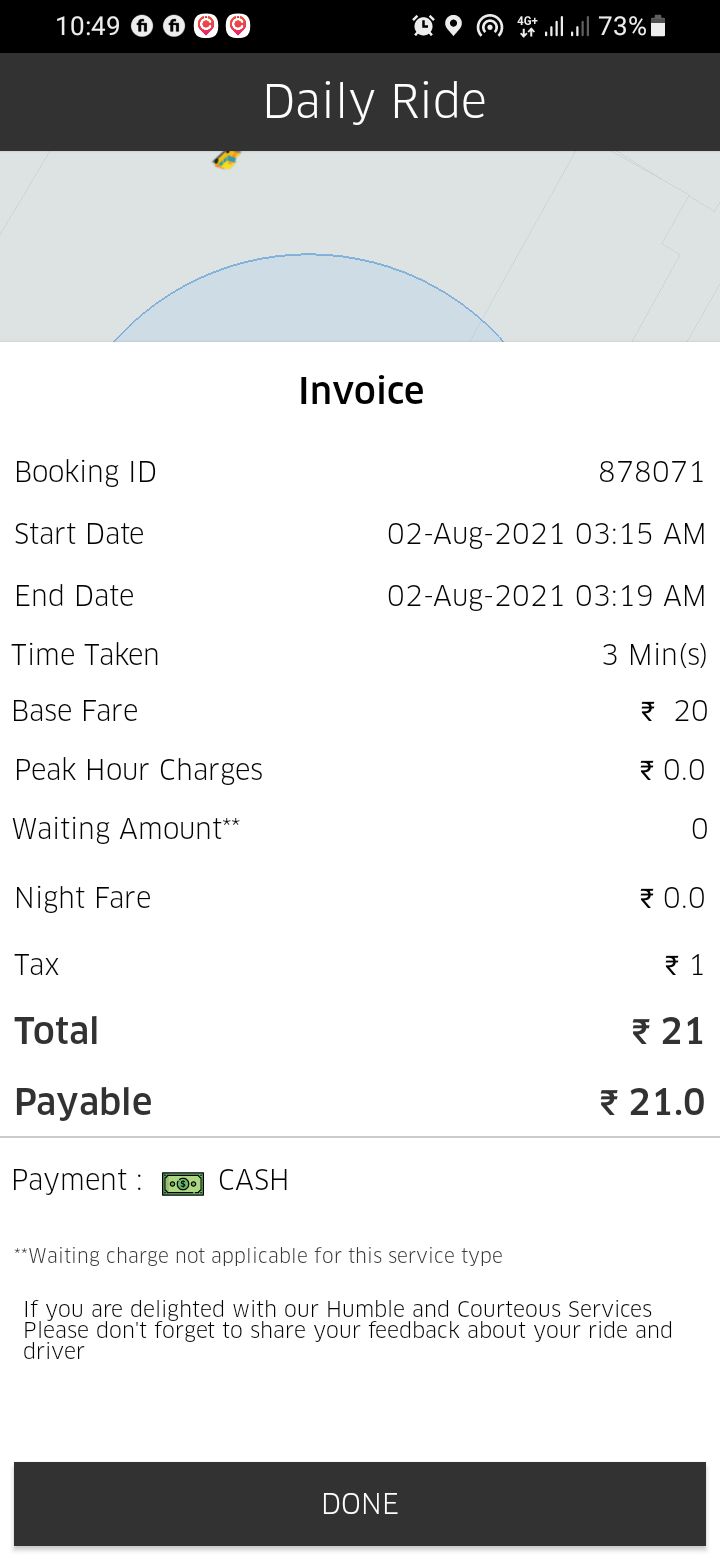 10:49 4G+ 73%
Daily Ride
Invoice
Booking ID 878071
Start Date 02-Aug-2021 03:15 AM
End Date 02-Aug-2021 03:19 AM
Time Taken 3 Min(s)
Base Fare ₹ 20
Peak Hour Charges ₹ 0.0
Waiting Amount** 0
Night Fare ₹ 0.0
Tax ₹ 1
Total ₹ 21
Payable ₹ 21.0
Payment : CASH
**Waiting charge not applicable for this service type
If you are delighted with our Humble and Courteous Services
Please don't forget to share your feedback about your ride and
driver
DONE